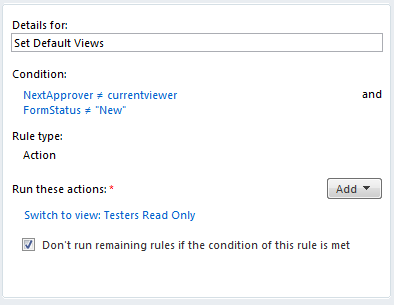 Details for:
Set Default Views
Condition:
NextApprover ≠ currentviewer and
FormStatus ≠ "New"
Rule type:
Action
Run these actions: * Add
Switch to view: Testers Read Only
Don't run remaining rules if the condition of this rule is met